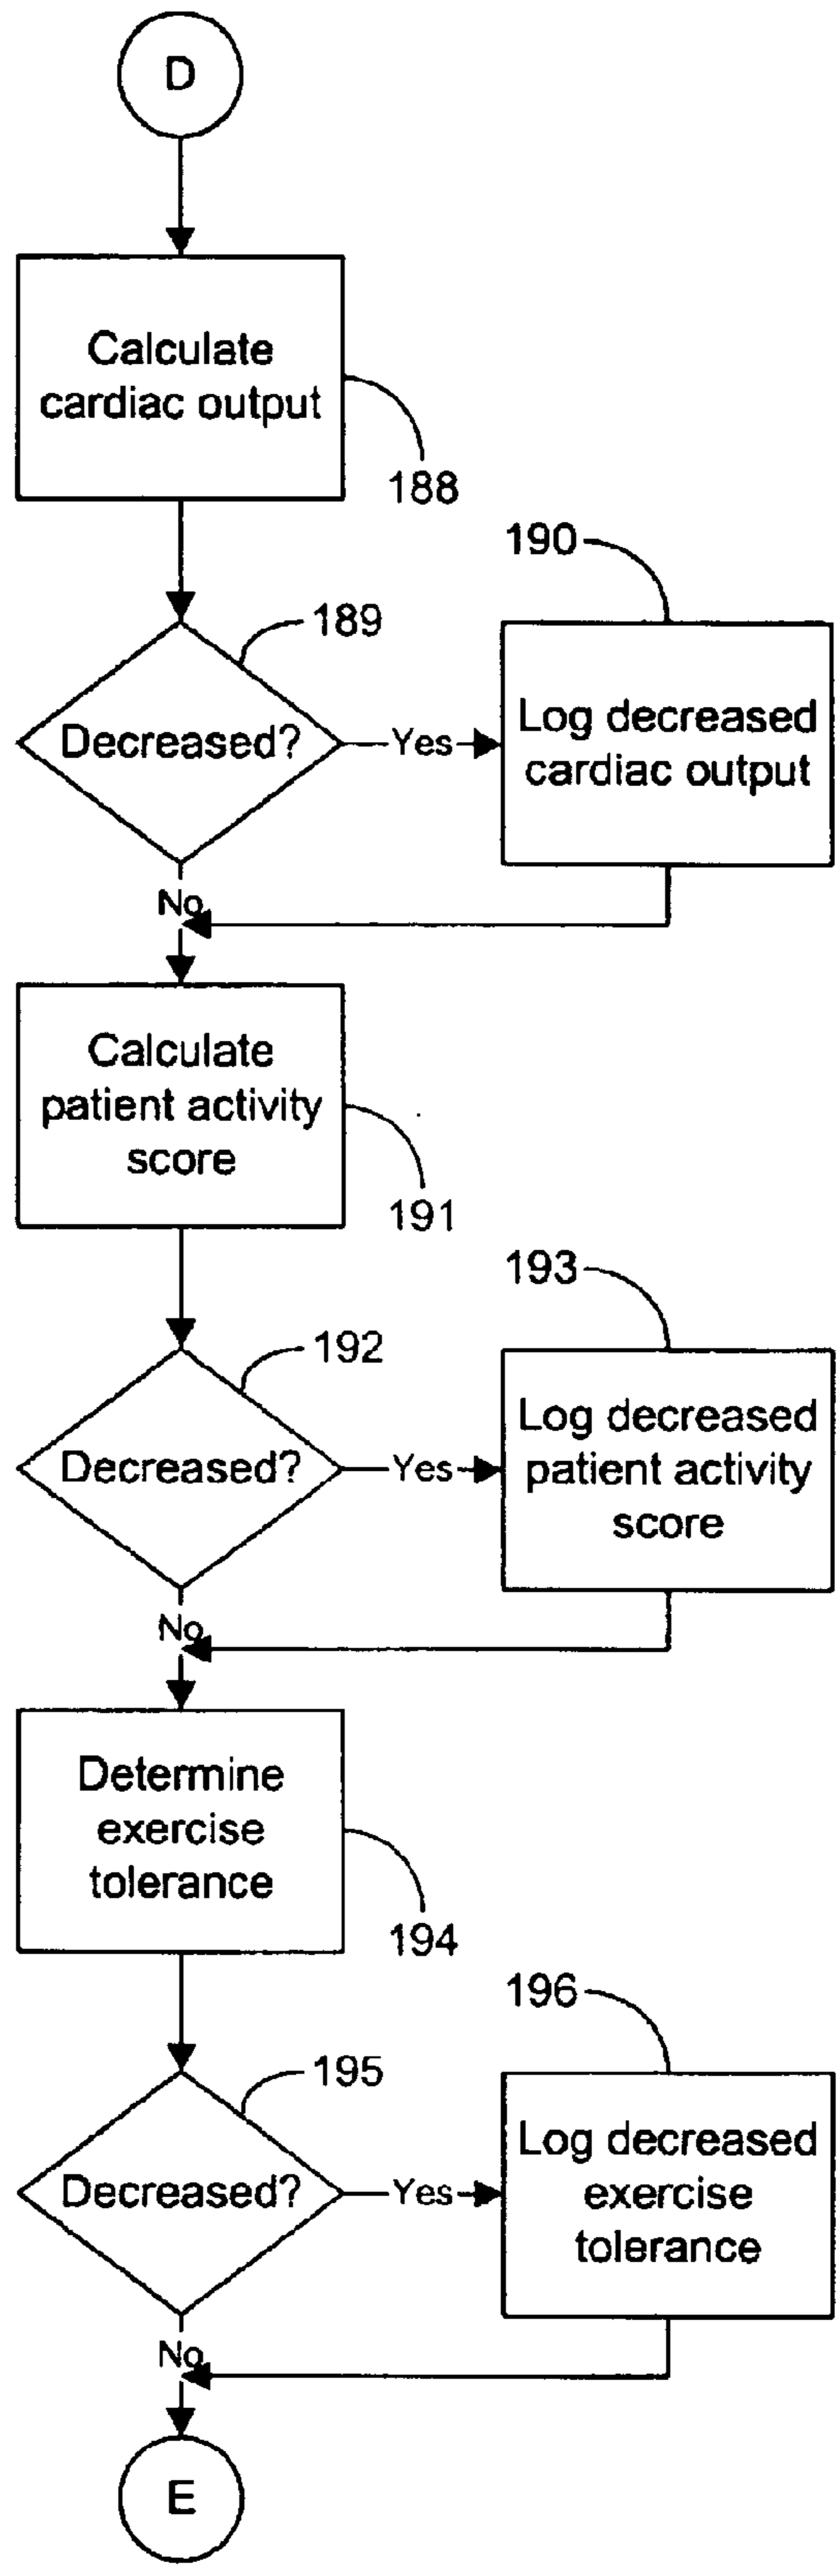 D
Calculate
cardiac output
188
189
190
Decreased?
Yes
Log decreased
cardiac output
No
Calculate
patient activity
score
191
192
193
Decreased?
Yes
Log decreased
patient activity
score
No
Determine
exercise
tolerance
194
195
196
Decreased?
Yes
Log decreased
exercise
tolerance
No
E